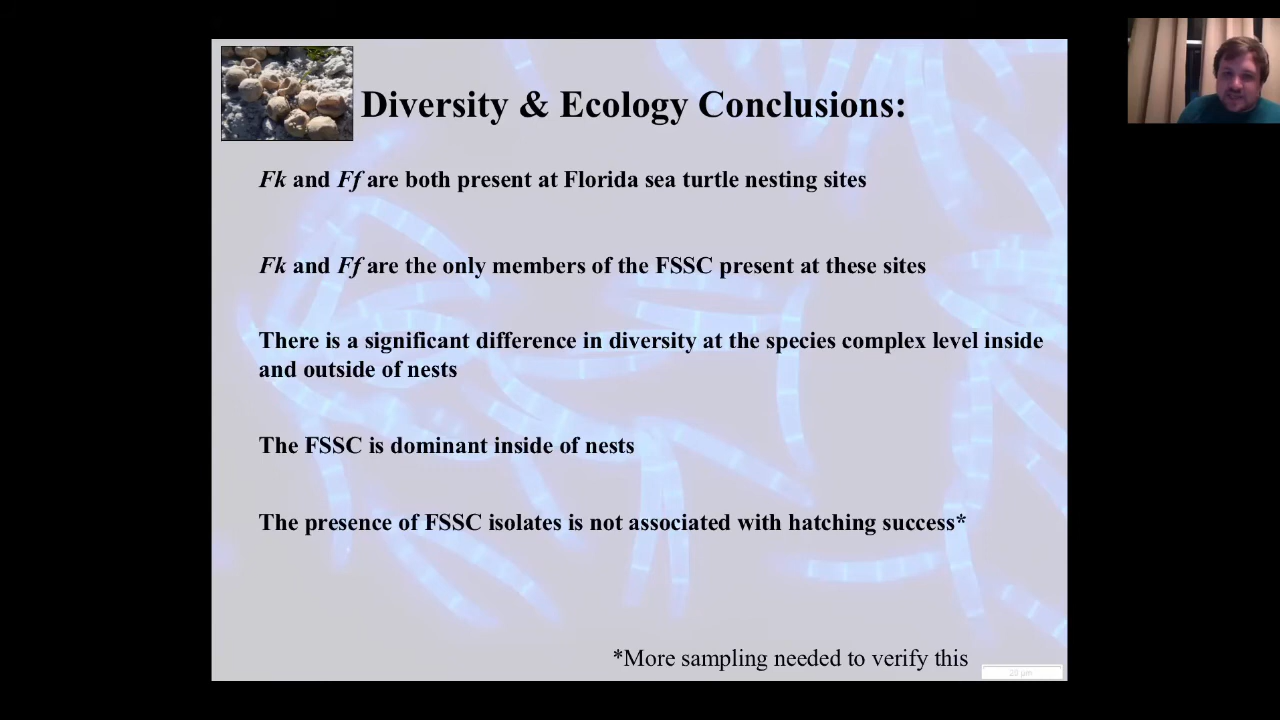 Diversity & Ecology Conclusions:
Fk and Ff are both present at Florida sea turtle nesting sites
Fk and Ff are the only members of the FSSC present at these sites
There is a significant difference in diversity at the species complex level inside
and outside of nests
The FSSC is dominant inside of nests
The presence of FSSC isolates is not associated with hatching success*
*More sampling needed to verify this
20 µm